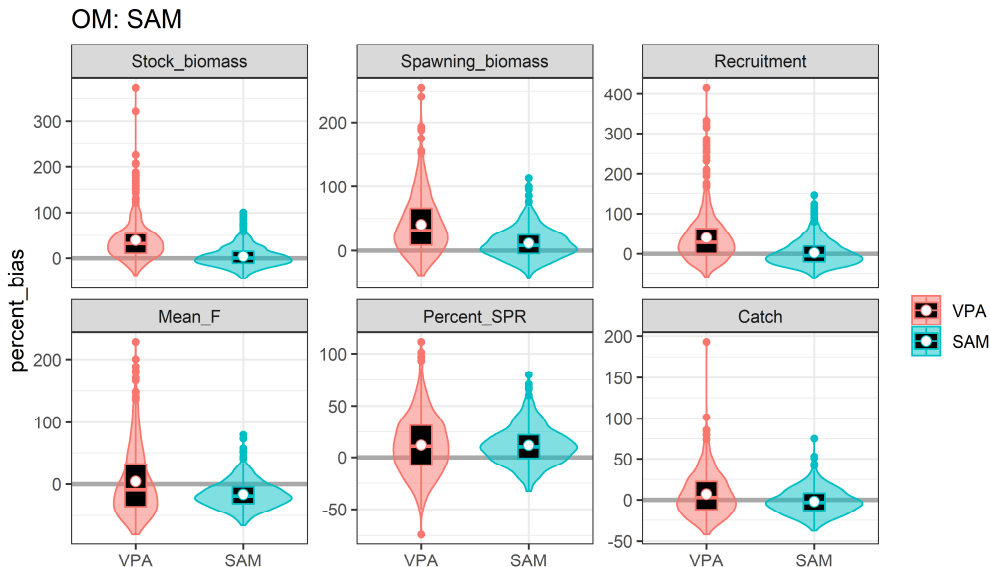 OM: SAM
Stock_biomass
Spawning_biomass
Recruitment
300
200
100
0
200
100
0
400
300
200
100
0
percent_bias
Mean_F
Percent_SPR
Catch
200
100
0
100
50
0
-50
200
150
100
50
0
-50
VPA
SAM
VPA
SAM
VPA
SAM
VPA
SAM